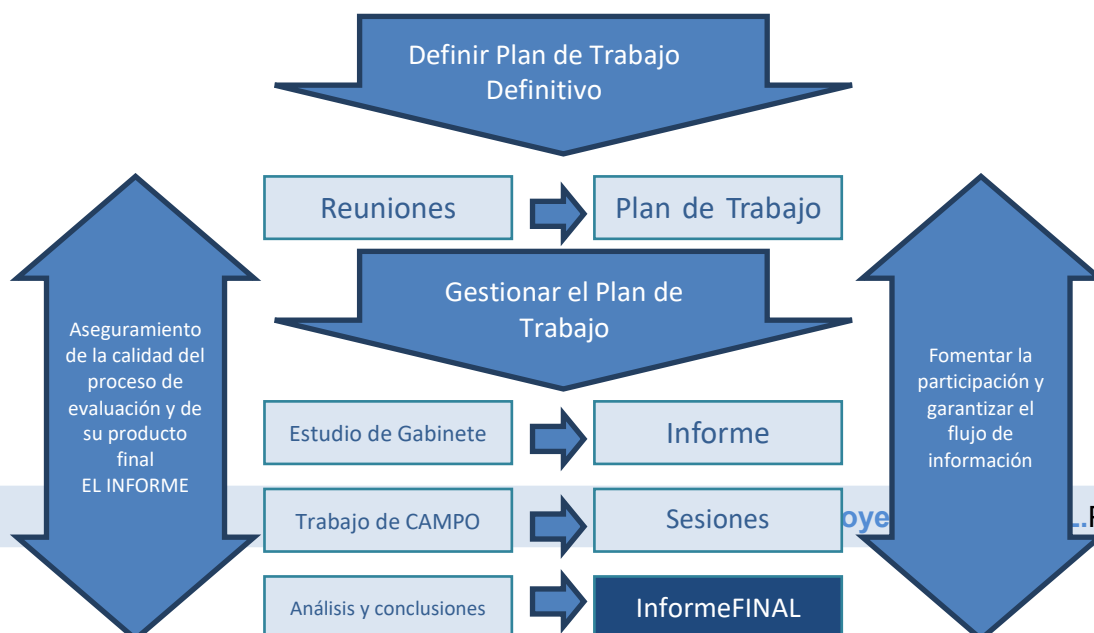 Definir Plan de Trabajo
Definitivo
Reuniones
Plan de Trabajo
Gestionar el Plan de
Trabajo
Aseguramiento
de la calidad del
proceso de
evaluación y de
su producto
final
EL INFORME
Fomentar la
participación y
garantizar el
flujo de
información
Estudio de Gabinete
Informe
Trabajo de CAMPO
Sesiones
Análisis y conclusiones
InformeFINAL